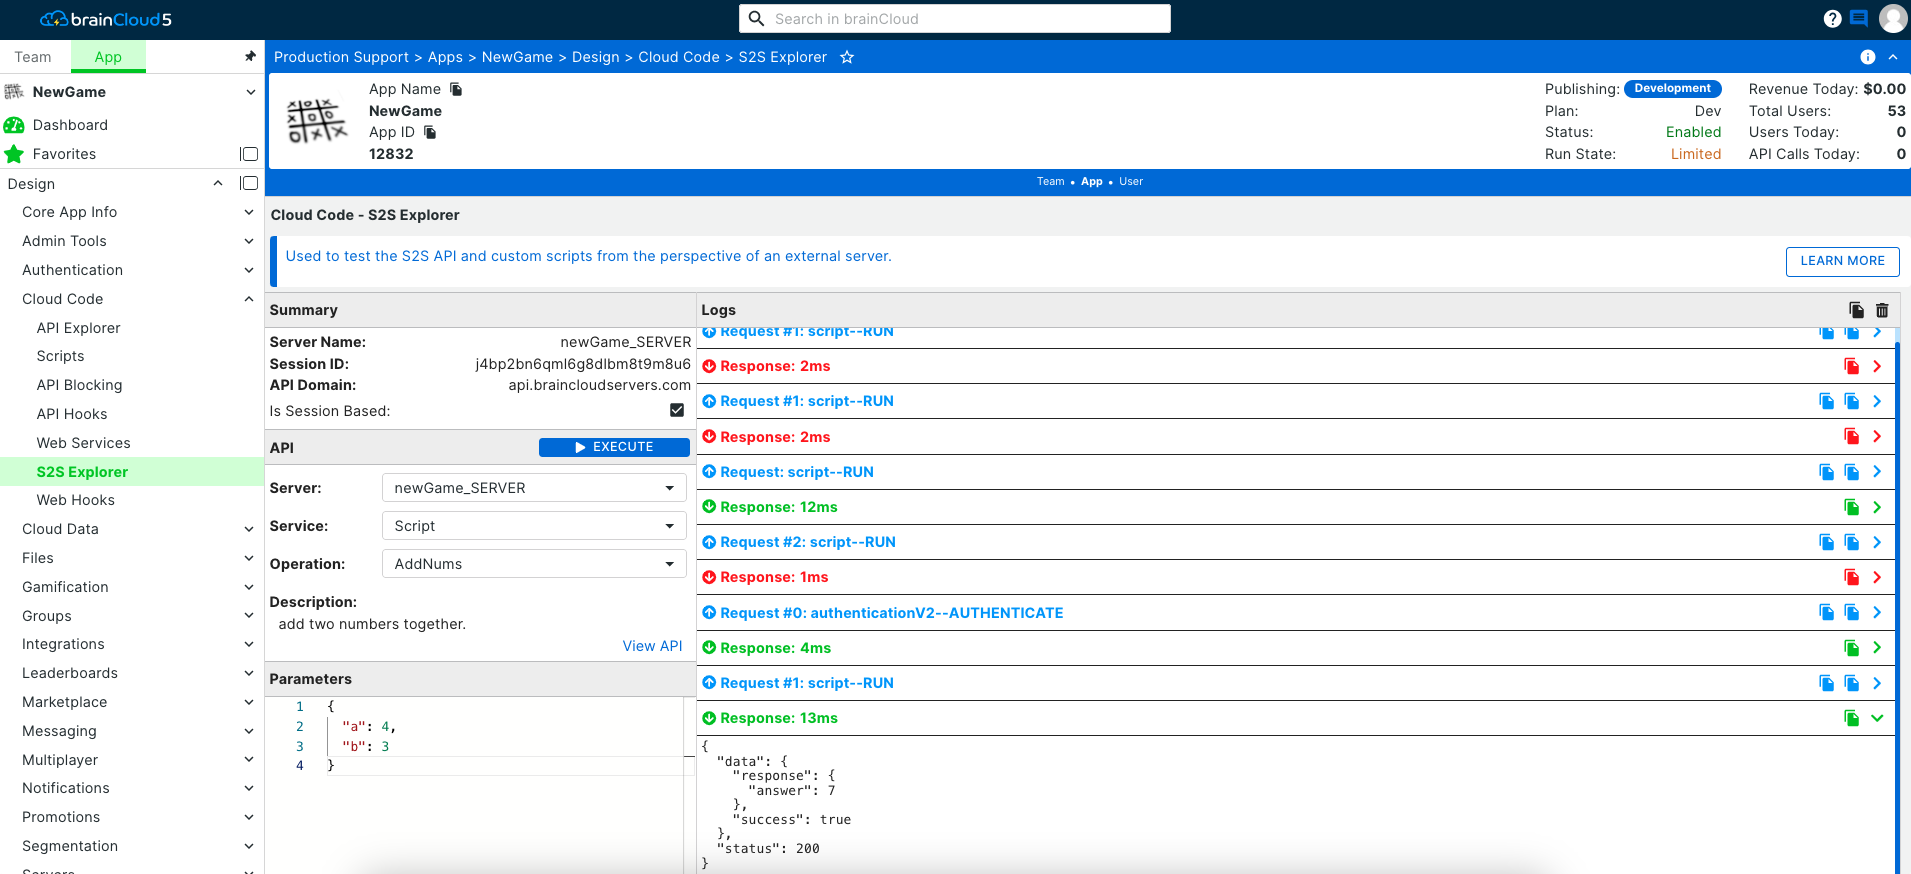 brainCloud5
Search in brainCloud
Team
App
Production Support > Apps > NewGame > Design > Cloud Code > S2S Explorer
NewGame
Dashboard
Favorites
Design
Core App Info
Admin Tools
Authentication
Cloud Code
API Explorer
Scripts
API Blocking
API Hooks
Web Services
S2S Explorer
Web Hooks
Cloud Data
Files
Gamification
Groups
Integrations
Leaderboards
Marketplace
Messaging
Multiplayer
Notifications
Promotions
Segmentation
Servers
App Name
NewGame
App ID
12832
Publishing: Development
Plan: Dev
Status: Enabled
Run State: Limited
Revenue Today: $0.00
Total Users: 53
Users Today: 0
API Calls Today: 0
Team • App • User
Cloud Code - S2S Explorer
Used to test the S2S API and custom scripts from the perspective of an external server.
LEARN MORE
Summary
Server Name: newGame_SERVER
Session ID: j4bp2bn6qml6g8dlbm8t9m8u6
API Domain: api.braincloudservers.com
Is Session Based:
API
EXECUTE
Server: newGame_SERVER
Service: Script
Operation: AddNums
Description:
add two numbers together.
View API
Parameters
1 {
2 "a": 4,
3 "b": 3
4 }
Logs
Request #1: script--RUN
Response: 2ms
Request #1: script--RUN
Response: 2ms
Request: script--RUN
Response: 12ms
Request #2: script--RUN
Response: 1ms
Request #0: authenticationV2--AUTHENTICATE
Response: 4ms
Request #1: script--RUN
Response: 13ms
{
"data": {
"response": {
"answer": 7
},
"success": true
},
"status": 200
}